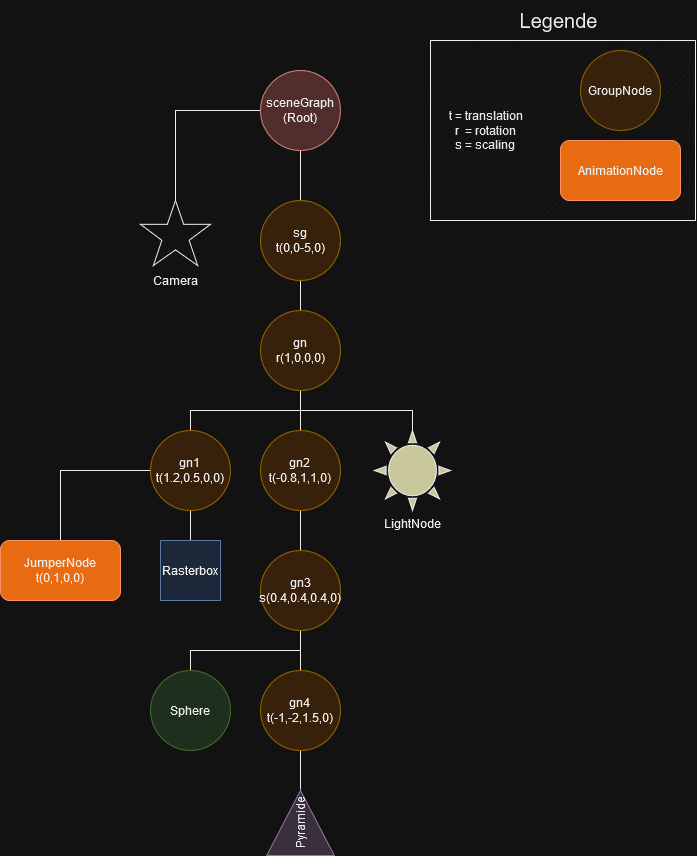 Legende
GroupNode
t = translation
r = rotation
s = scaling
AnimationNode
sceneGraph
(Root)
Camera
sg
t(0,0-5,0)
gn
r(1,0,0,0)
gn1
t(1.2,0.5,0,0)
gn2
t(-0.8,1,1,0)
LightNode
JumperNode
t(0,1,0,0)
Rasterbox
gn3
s(0.4,0.4,0.4,0)
Sphere
gn4
t(-1,-2,1.5,0)
Pyramide